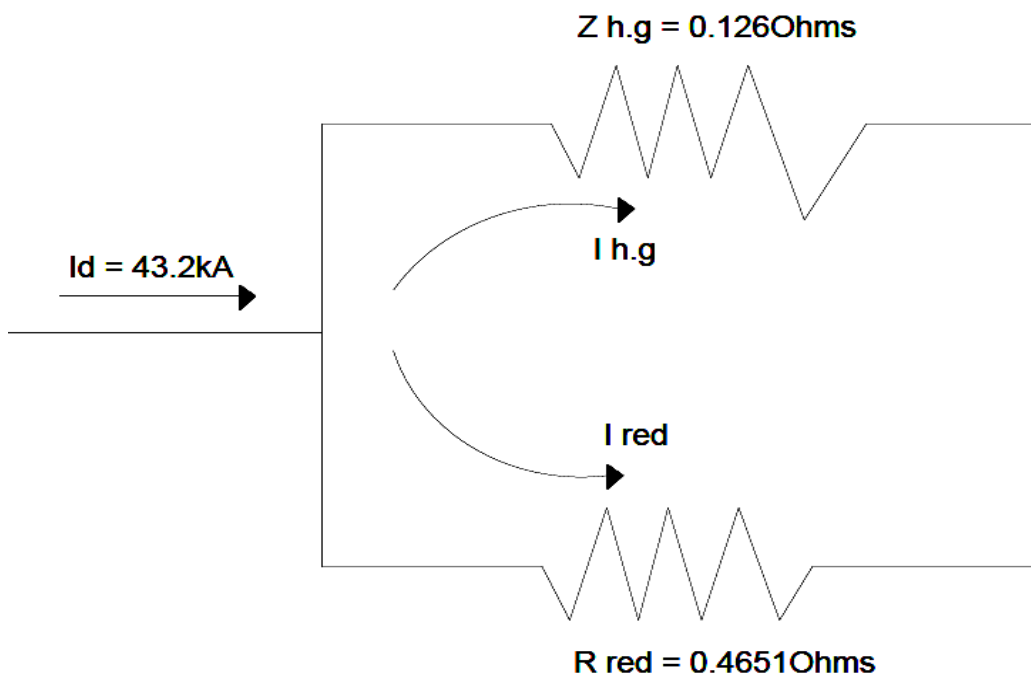 Z h.g = 0.126Ohms
Id = 43.2kA
I h.g
I red
R red = 0.4651Ohms